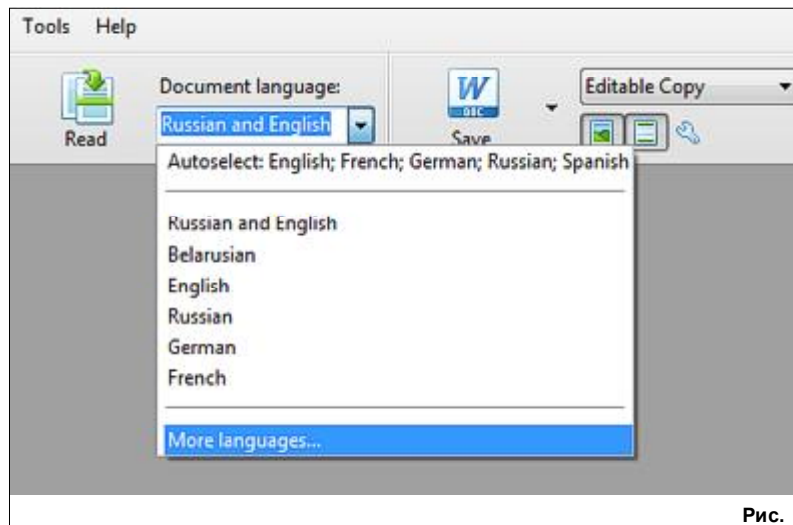 Tools Help
Document language:
Editable Copy
Russian and English
W
DOC
Read
Save
Autoselect: English; French; German; Russian; Spanish
Russian and English
Belarusian
English
Russian
German
French
More languages...
Рис.